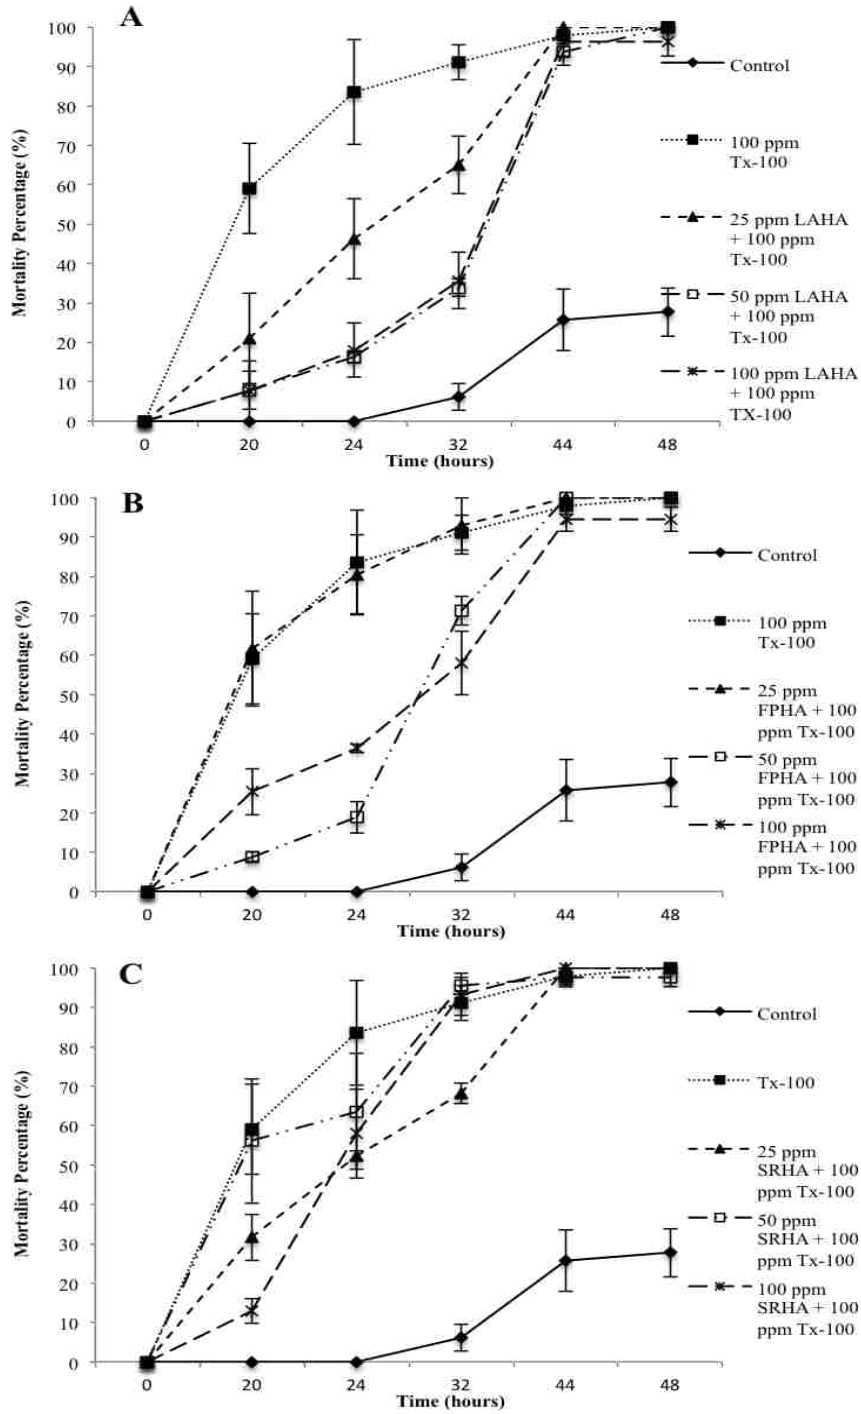 A
100
90
80
70
60
50
40
30
20
10
0
Mortality Percentage (%)
0 20 24 32 44 48
Time (hours)
Control
100 ppm
Tx-100
25 ppm LAHA
+ 100 ppm
Tx-100
50 ppm LAHA
+ 100 ppm
Tx-100
100 ppm LAHA
+ 100 ppm
TX-100
B
100
90
80
70
60
50
40
30
20
10
0
Mortality Percentage (%)
0 20 24 32 44 48
Time (hours)
Control
100 ppm
Tx-100
25 ppm
FPHA + 100
ppm Tx-100
50 ppm
FPHA + 100
ppm Tx-100
100 ppm
FPHA + 100
ppm Tx-100
C
100
90
80
70
60
50
40
30
20
10
0
Mortality Percentage (%)
0 20 24 32 44 48
Time (hours)
Control
Tx-100
25 ppm
SRHA + 100
ppm Tx-100
50 ppm
SRHA + 100
ppm Tx-100
100 ppm
SRHA + 100
ppm Tx-100